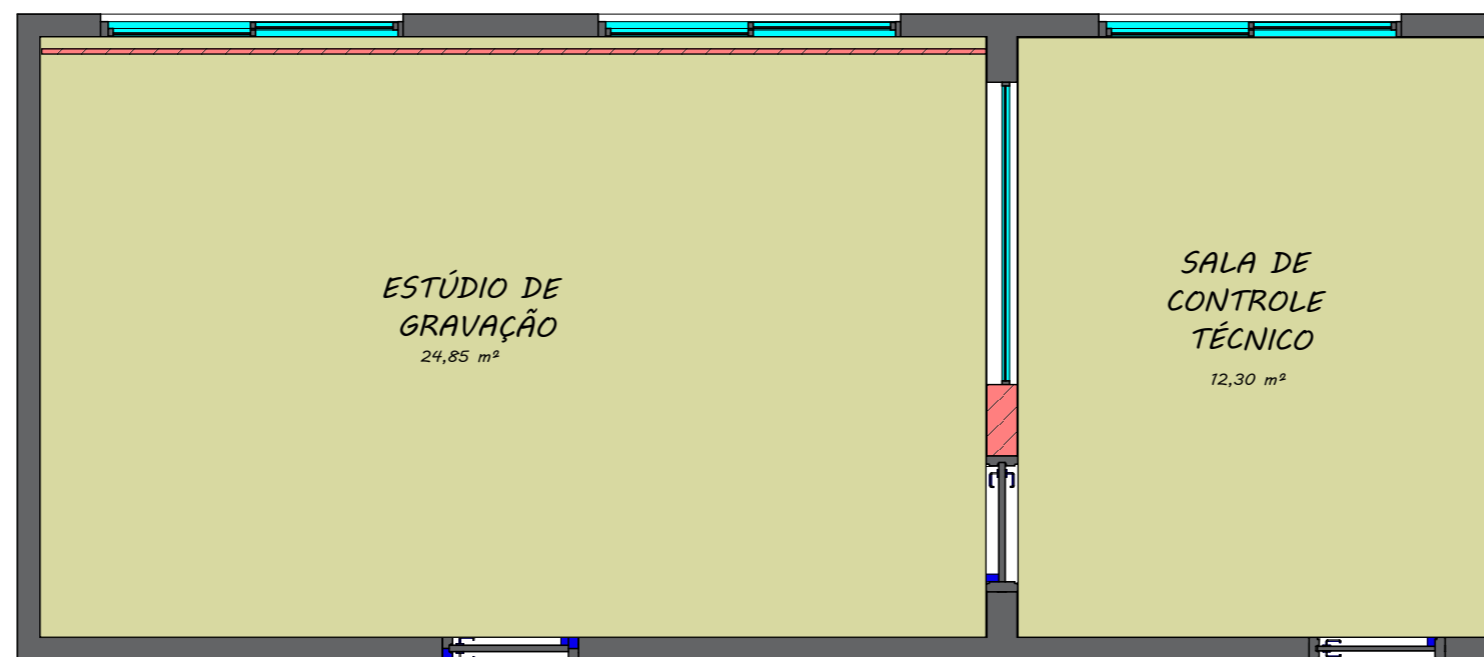 ESTÚDIO DE
GRAVAÇÃO
24,85 m²
SALA DE
CONTROLE
TÉCNICO
12,30 m²